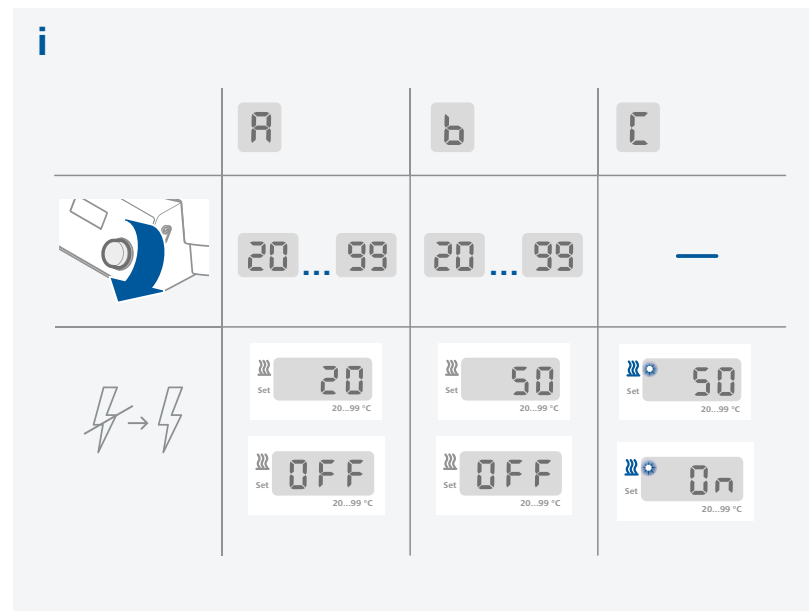 i
A b C
20 ... 99 20 ... 99 —
Set 20 Set 50 Set 50
20...99 °C 20...99 °C 20...99 °C
Set OFF Set OFF Set On
20...99 °C 20...99 °C 20...99 °C